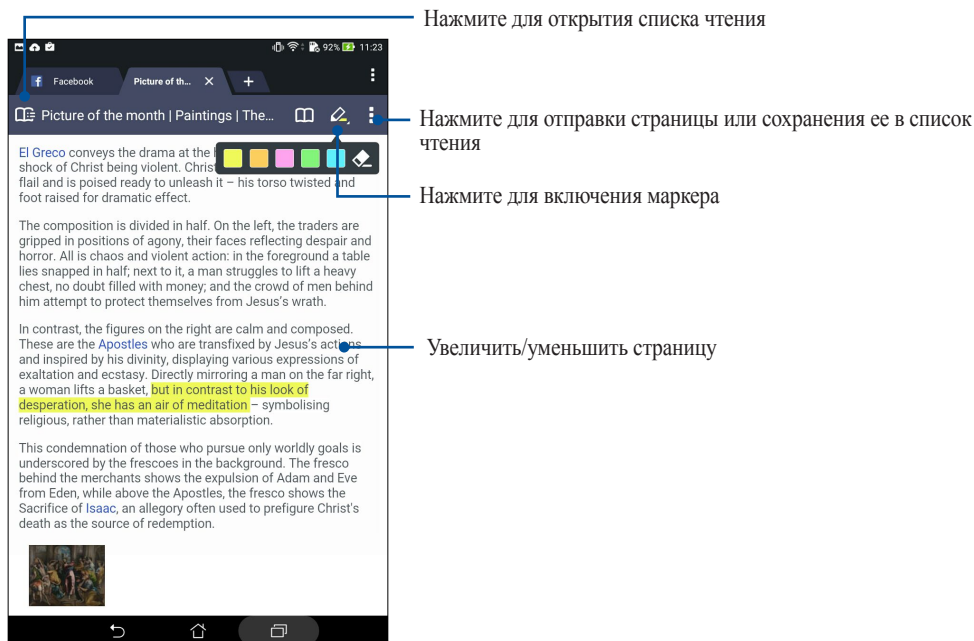 Нажмите для открытия списка чтения
92% 11:23
Facebook
Picture of th...
Picture of the month | Paintings | The...
Нажмите для отправки страницы или сохранения ее в список
чтения
El Greco conveys the drama at the
shock of Christ being violent. Christ
flail and is poised ready to unleash it – his torso twisted and
foot raised for dramatic effect.
Нажмите для включения маркера
The composition is divided in half. On the left, the traders are
gripped in positions of agony, their faces reflecting despair and
horror. All is chaos and violent action: in the foreground a table
lies snapped in half; next to it, a man struggles to lift a heavy
chest, no doubt filled with money; and the crowd of men behind
him attempt to protect themselves from Jesus's wrath.
In contrast, the figures on the right are calm and composed.
These are the Apostles who are transfixed by Jesus's actions
and inspired by his divinity, displaying various expressions of
exaltation and ecstasy. Directly mirroring a man on the far right,
a woman lifts a basket, but in contrast to his look of
desperation, she has an air of meditation – symbolising
religious, rather than materialistic absorption.
Увеличить/уменьшить страницу
This condemnation of those who pursue only worldly goals is
underscored by the frescoes in the background. The fresco
behind the merchants shows the expulsion of Adam and Eve
from Eden, while above the Apostles, the fresco shows the
Sacrifice of Isaac, an allegory often used to prefigure Christ's
death as the source of redemption.